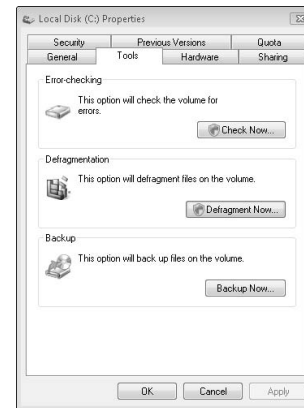 Local Disk (C:) Properties
Security Previous Versions Quota
General Tools Hardware Sharing
Error-checking
This option will check the volume for
errors.
Check Now...
Defragmentation
This option will defragment files on the volume.
Defragment Now...
Backup
This option will back up files on the volume.
Backup Now...
OK Cancel Apply